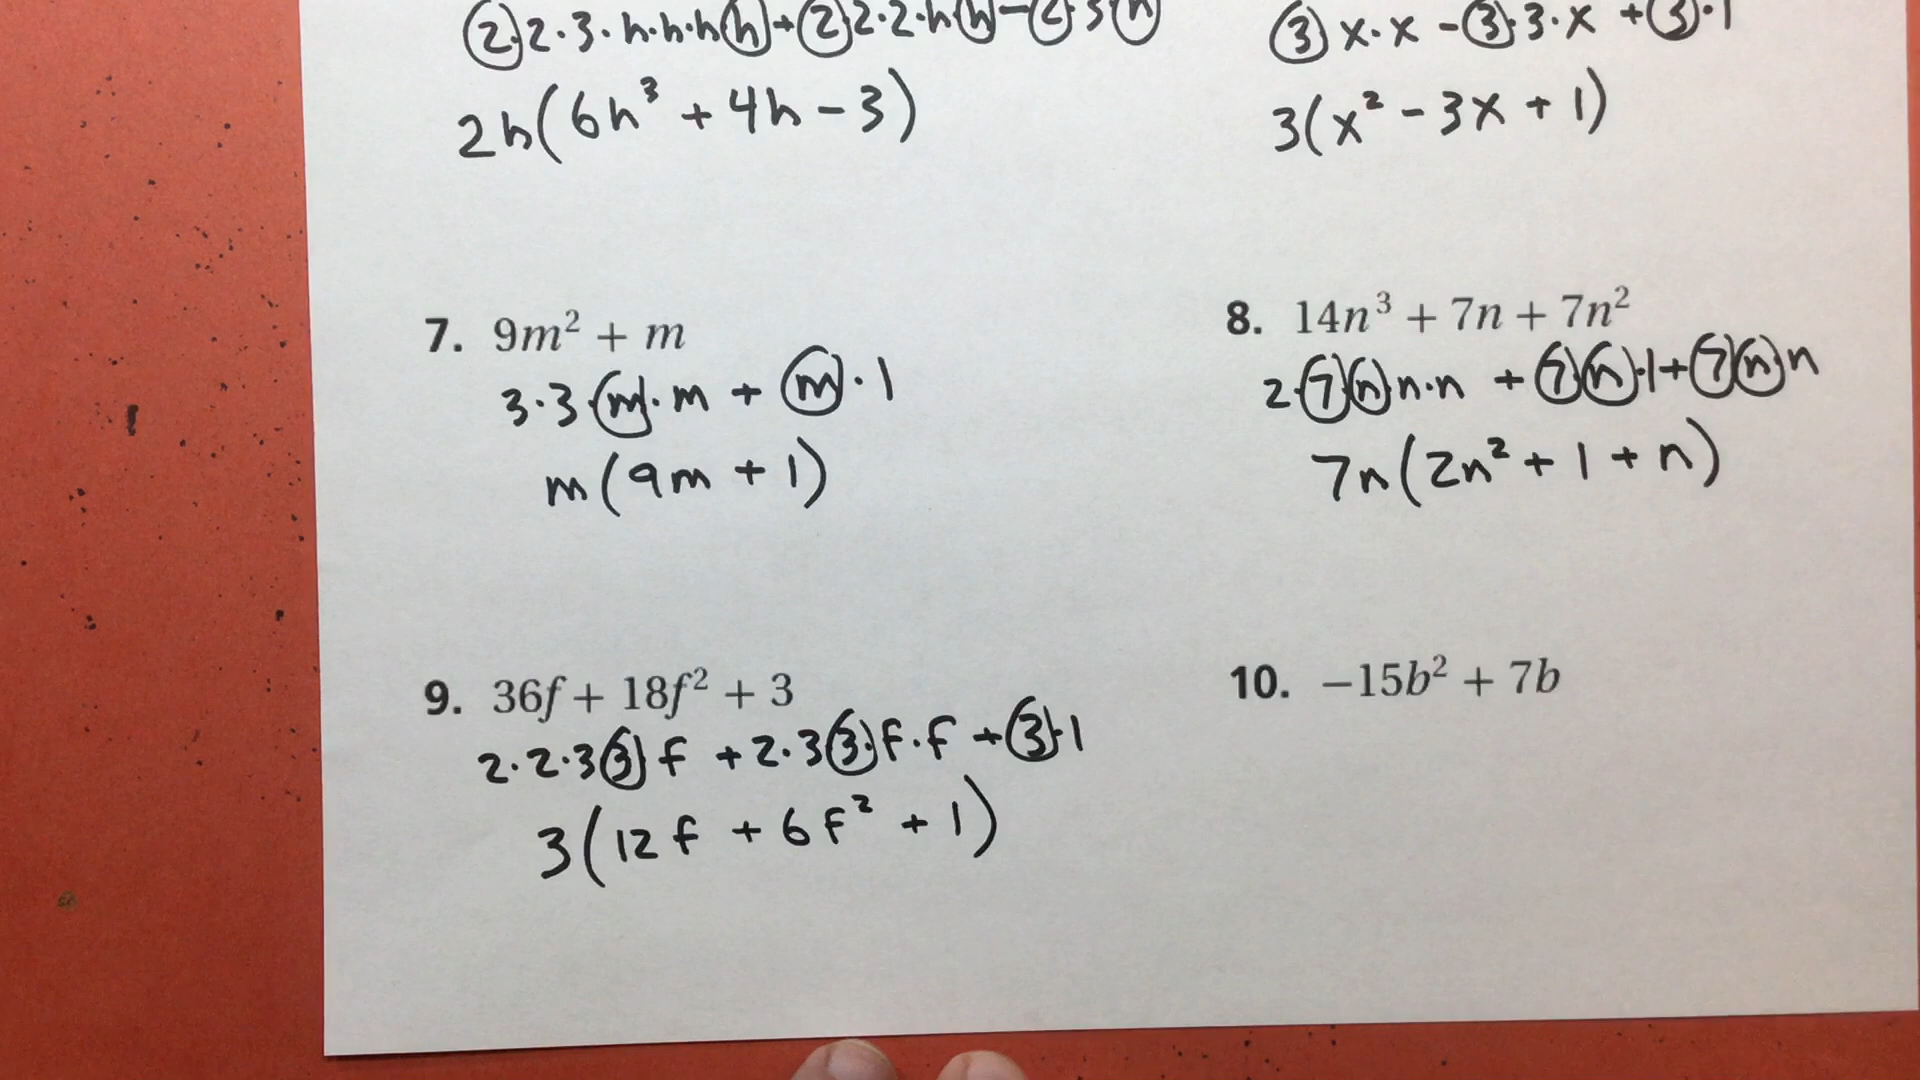 2·2·3·h·h·h·h + 2·2·2·h·h - 2·3·h
2h(6h³ + 4h - 3)
3·x·x - 3·3·x + 3·1
3(x² - 3x + 1)
7. 9m² + m
3·3·m·m + m·1
m(9m + 1)
8. 14n³ + 7n + 7n²
2·7·n·n·n + 7·n·1 + 7·n·n
7n(2n² + 1 + n)
9. 36f + 18f² + 3
2·2·3·3·f + 2·3·3·f·f + 3·1
3(12f + 6f² + 1)
10. −15b² + 7b